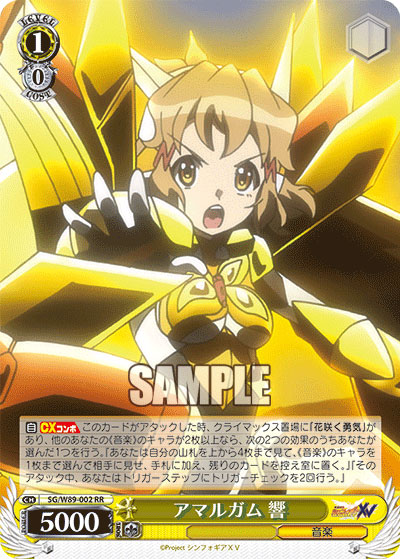 LEVEL
1
0
COST
SAMPLE
【自】 CXコンボ このカードがアタックした時、クライマックス置場に「花咲く勇気」が
あり、他のあなたの《音楽》のキャラが2枚以上なら、次の2つの効果のうちあなたが
選んだ1つを行う。『あなたは自分の山札を上から4枚まで見て、《音楽》のキャラを
1枚まで選んで相手に見せ、手札に加え、残りのカードを控え室に置く。』『その
アタック中、あなたはトリガーステップにトリガーチェックを2回行う。』
CH SG/W89-002 RR
5000
アマルガム 響
XV
音楽
©Project シンフォギアＸＶ